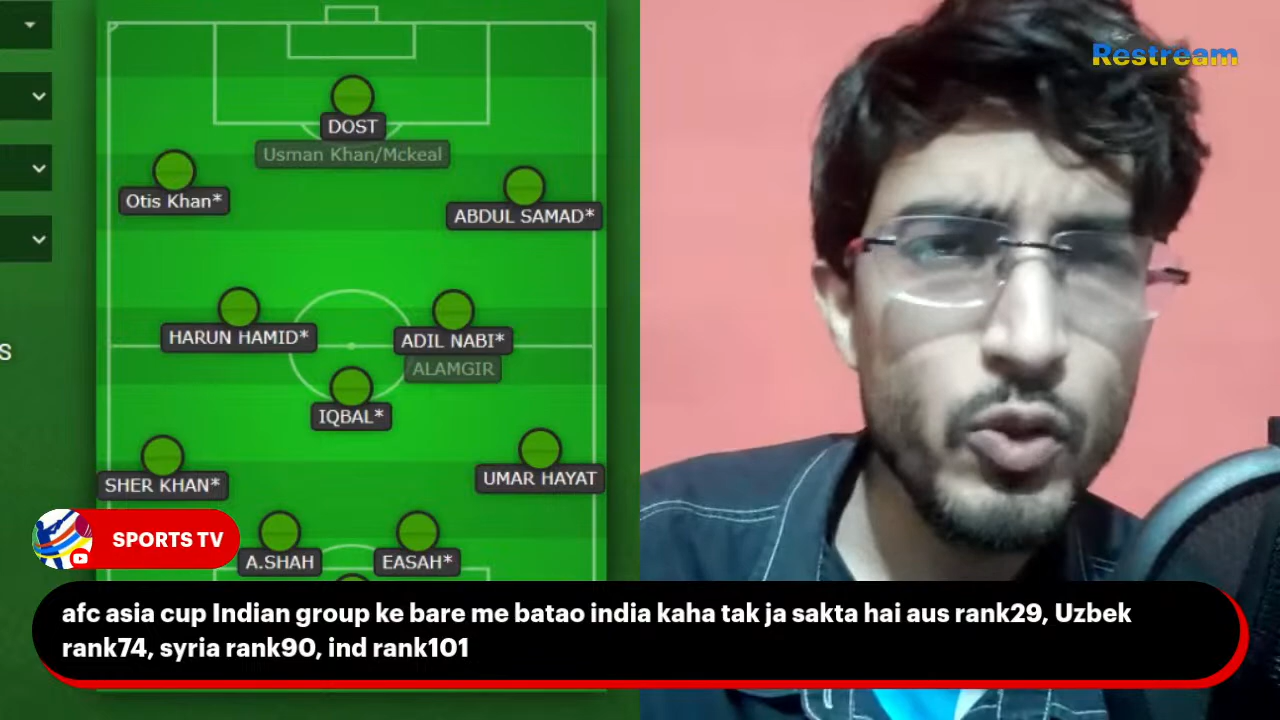 Restream
DOST
Usman Khan/Mckeal
Otis Khan*
ABDUL SAMAD*
HARUN HAMID*
ADIL NABI*
ALAMGIR
IQBAL*
SHER KHAN*
UMAR HAYAT
S
A.SHAH
EASAH*
SPORTS TV
afc asia cup Indian group ke bare me batao india kaha tak ja sakta hai aus rank29, Uzbek
rank74, syria rank90, ind rank101